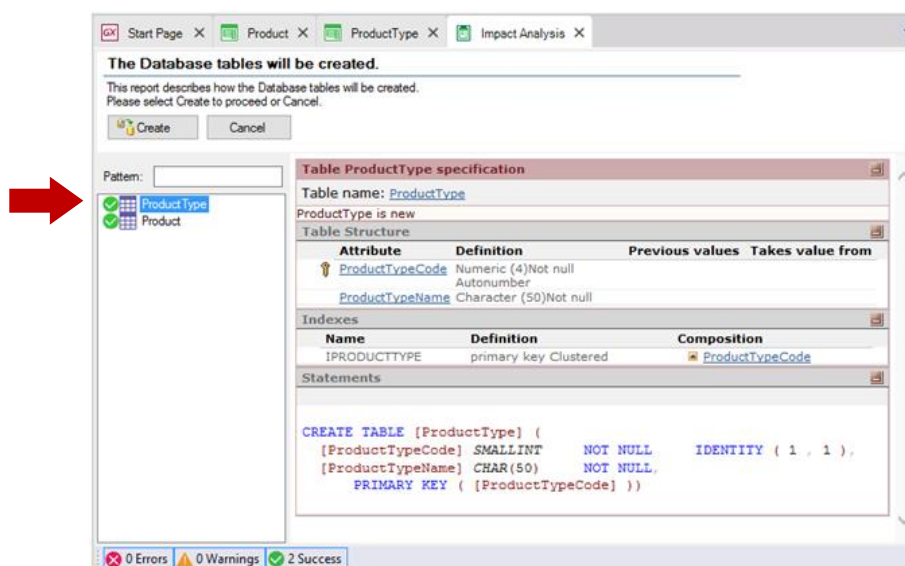 Start Page X Product X ProductType X Impact Analysis X
The Database tables will be created.
This report describes how the Database tables will be created.
Please select Create to proceed or Cancel.
Create Cancel
Pattern:
ProductType
Product
Table ProductType specification
Table name: ProductType
ProductType is new
Table Structure
Attribute Definition Previous values Takes value from
ProductTypeCode Numeric (4)Not null
Autonumber
ProductTypeName Character (50)Not null
Indexes
Name Definition Composition
IPRODUCTTYPE primary key Clustered ProductTypeCode
Statements
CREATE TABLE [ProductType] (
[ProductTypeCode] SMALLINT NOT NULL IDENTITY ( 1 , 1 ),
[ProductTypeName] CHAR(50) NOT NULL,
PRIMARY KEY ( [ProductTypeCode] ))
0 Errors 0 Warnings 2 Success